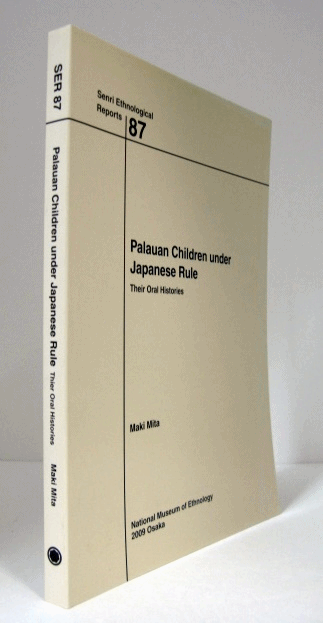 SER 87
Palauan Children under Japanese Rule Thier Oral Histories
Maki Mita
Senri Ethnological
Reports 87
Palauan Children under
Japanese Rule
Their Oral Histories
Maki Mita
National Museum of Ethnology
2009 Osaka